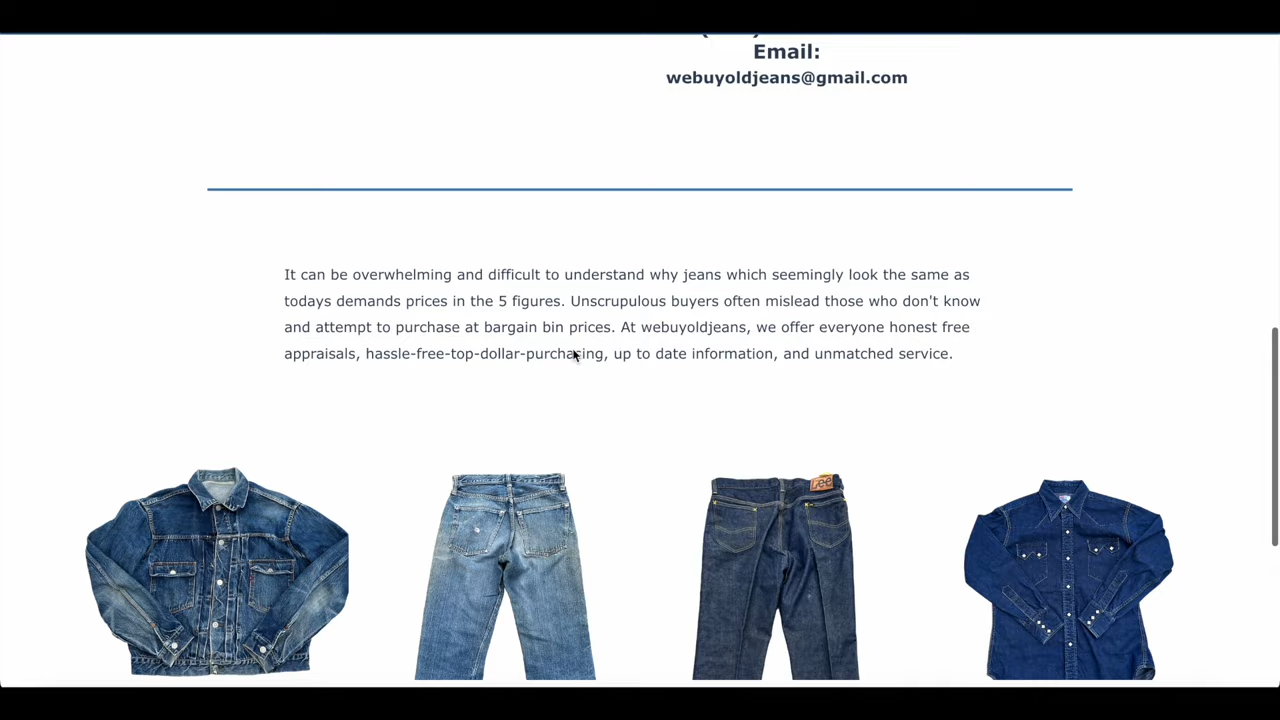 Email:
webuyoldjeans@gmail.com
It can be overwhelming and difficult to understand why jeans which seemingly look the same as
todays demands prices in the 5 figures. Unscrupulous buyers often mislead those who don't know
and attempt to purchase at bargain bin prices. At webuyoldjeans, we offer everyone honest free
appraisals, hassle-free-top-dollar-purchasing, up to date information, and unmatched service.
Lee